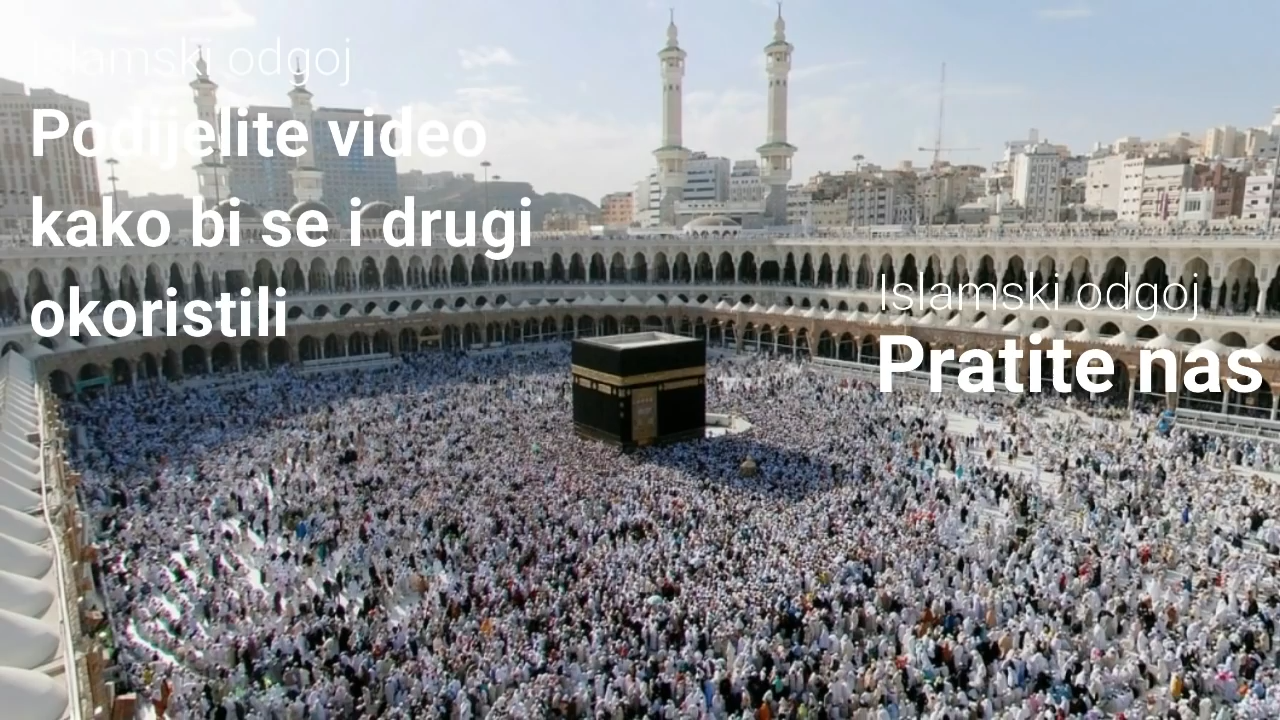 Islamski odgoj
Podijelite video
kako bi se i drugi
okoristili
Islamski odgoj
Pratite nas